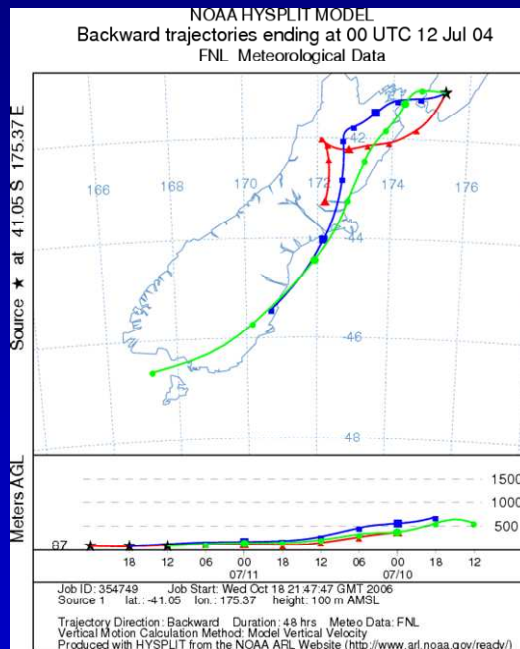 NOAA HYSPLIT MODEL
Backward trajectories ending at 00 UTC 12 Jul 04
FNL Meteorological Data
Source ★ at 41.05 S 175.37 E
166
168
170
172
174
176
-42
-44
-46
-48
Meters AGL
87
1500
1000
500
18 12 06 00 18 12 06 00 18 12
07/11 07/10
Job ID: 354749 Job Start: Wed Oct 18 21:47:47 GMT 2006
Source 1 lat.: -41.05 lon.: 175.37 height: 100 m AMSL
Trajectory Direction: Backward Duration: 48 hrs Meteo Data: FNL
Vertical Motion Calculation Method: Model Vertical Velocity
Produced with HYSPLIT from the NOAA ARL Website (http://www.arl.noaa.gov/ready/)